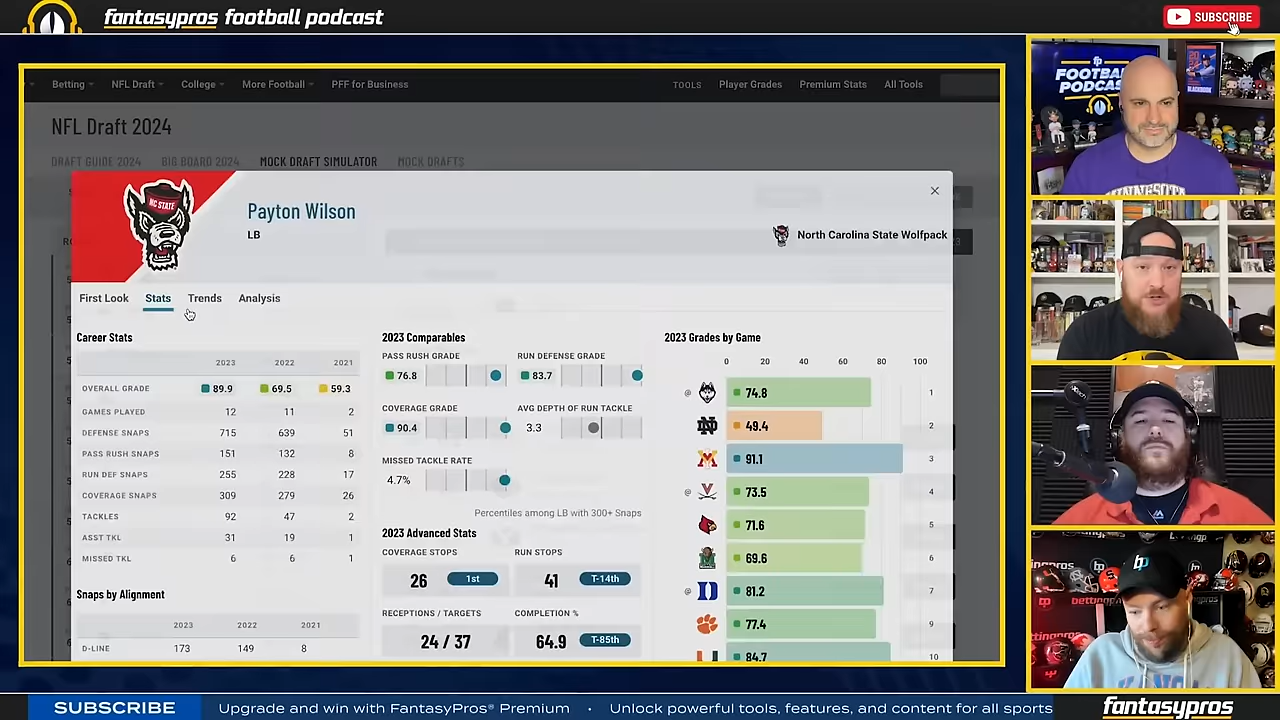 fantasypros football podcast
SUBSCRIBE
Betting
NFL Draft
College
More Football
PFF for Business
TOOLS
Player Grades
Premium Stats
All Tools
NFL Draft 2024
DRAFT GUIDE 2024
BIG BOARD 2024
MOCK DRAFT SIMULATOR
MOCK DRAFTS
NC STATE
Payton Wilson
LB
North Carolina State Wolfpack
First Look
Stats
Trends
Analysis
Career Stats
2023 2022 2021
OVERALL GRADE 89.9 69.5 59.3
GAMES PLAYED 12 11 2
DEFENSE SNAPS 715 639 51
PASS RUSH SNAPS 151 132 8
RUN DEF SNAPS 255 228 17
COVERAGE SNAPS 309 279 26
TACKLES 92 47 2
ASST TKL 31 19 1
MISSED TKL 6 6 1
Snaps by Alignment
2023 2022 2021
D-LINE 173 149 8
2023 Comparables
PASS RUSH GRADE
76.8
RUN DEFENSE GRADE
83.7
COVERAGE GRADE
90.4
AVG DEPTH OF RUN TACKLE
3.3
MISSED TACKLE RATE
4.7%
Percentiles among LB with 300+ Snaps
2023 Advanced Stats
COVERAGE STOPS
26 1st
RUN STOPS
41 T-14th
RECEPTIONS / TARGETS
24 / 37
COMPLETION %
64.9 T-85th
2023 Grades by Game
0 20 40 60 80 100
@ 74.8 1
49.4 2
91.1 3
@ 73.5 4
71.6 5
69.6 6
@ 81.2 7
77.4 9
84.7 10
fp
FOOTBALL
PODCAST
MINNESOTA
bp
KANSAS
SUBSCRIBE
Upgrade and win with FantasyPros® Premium • Unlock powerful tools, features, and content for all sports
fantasypros